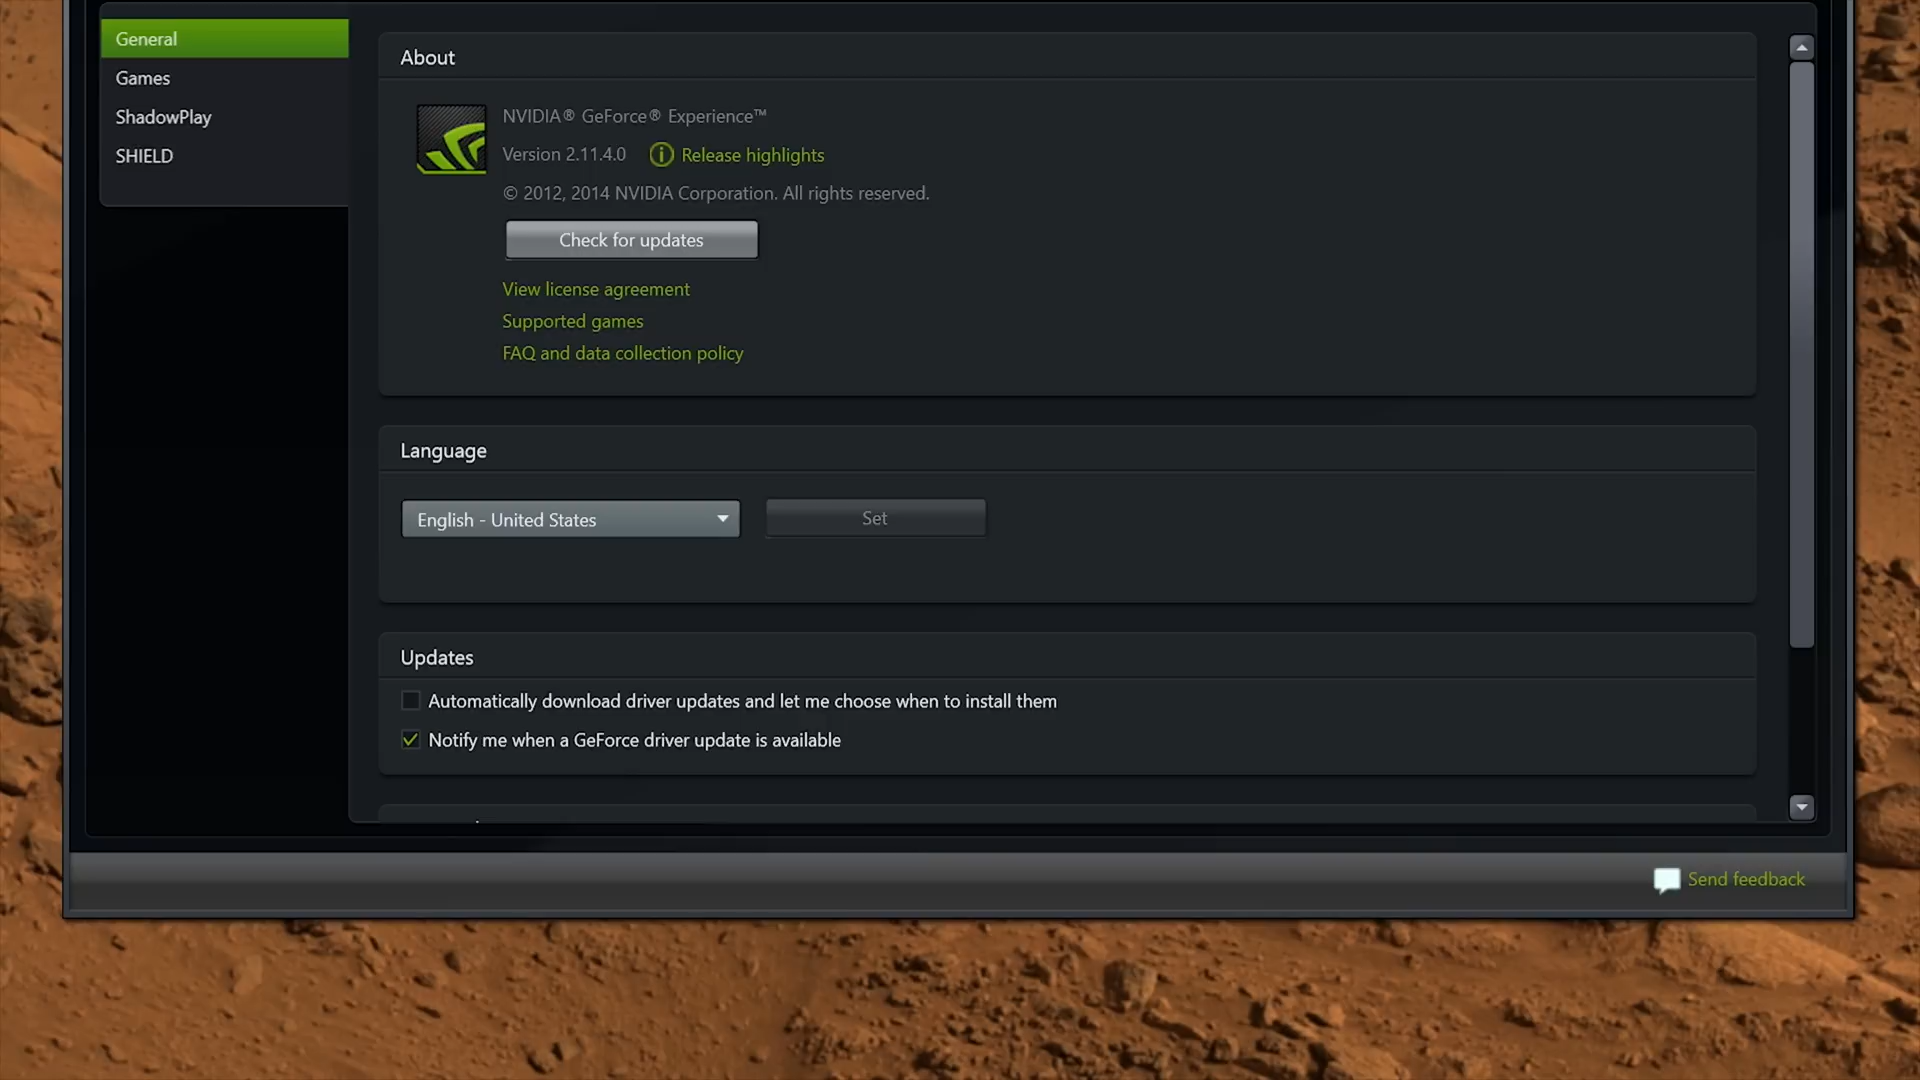 General
Games
ShadowPlay
SHIELD
About
NVIDIA® GeForce® Experience™
Version 2.11.4.0
Release highlights
© 2012, 2014 NVIDIA Corporation. All rights reserved.
Check for updates
View license agreement
Supported games
FAQ and data collection policy
Language
English - United States
Set
Updates
Automatically download driver updates and let me choose when to install them
Notify me when a GeForce driver update is available
Send feedback